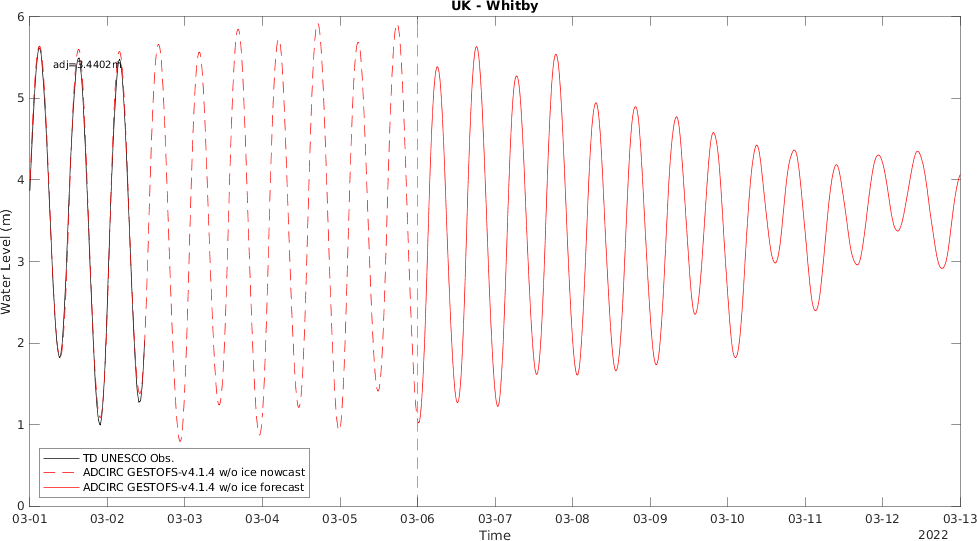 UK - Whitby
adj=3.4402m
Water Level (m)
6
5
4
3
2
1
0
TD UNESCO Obs.
ADCIRC GESTOFS-v4.1.4 w/o ice nowcast
ADCIRC GESTOFS-v4.1.4 w/o ice forecast
03-01 03-02 03-03 03-04 03-05 03-06 03-07 03-08 03-09 03-10 03-11 03-12 03-13
Time
2022